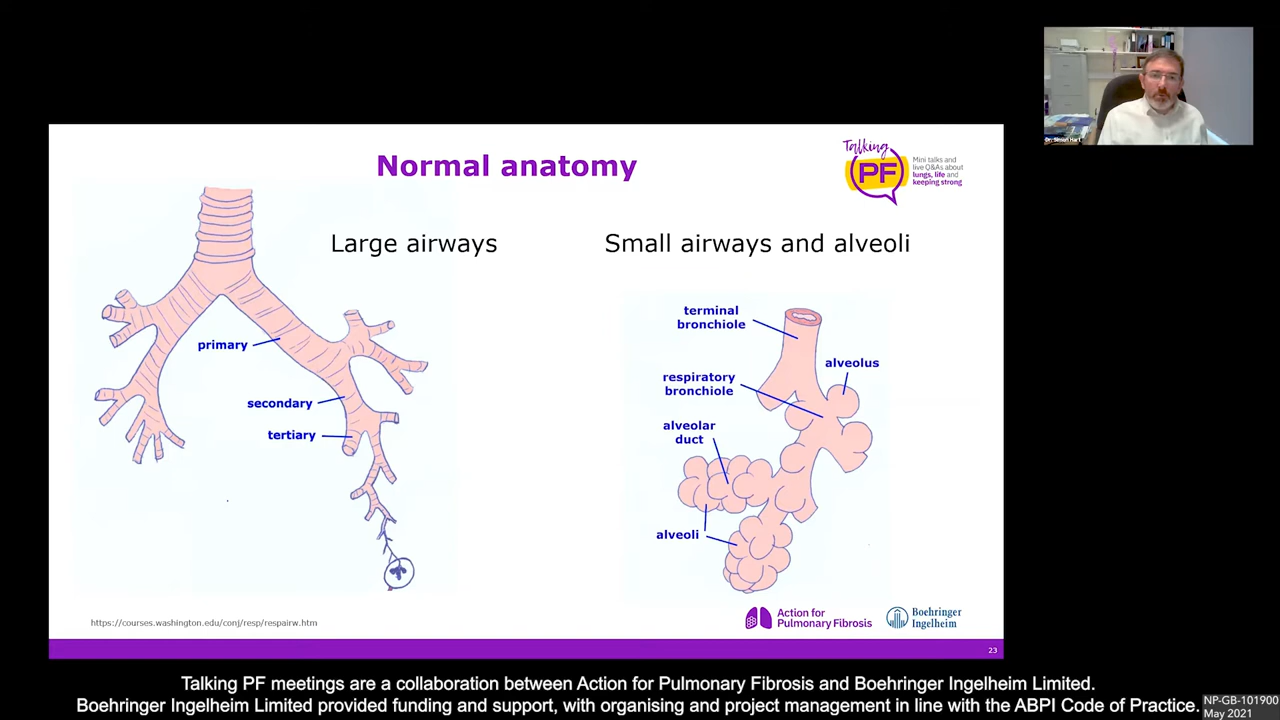 Dr. Simon Hart
Normal anatomy
Talking
PF
Mini talks and
live Q&As about
lungs, life and
keeping strong
Large airways
Small airways and alveoli
primary
secondary
tertiary
terminal
bronchiole
alveolus
respiratory
bronchiole
alveolar
duct
alveoli
https://courses.washington.edu/conj/resp/respairw.htm
Action for
Pulmonary Fibrosis
Boehringer
Ingelheim
23
Talking PF meetings are a collaboration between Action for Pulmonary Fibrosis and Boehringer Ingelheim Limited.
Boehringer Ingelheim Limited provided funding and support, with organising and project management in line with the ABPI Code of Practice.
NP-GB-101900
May 2021